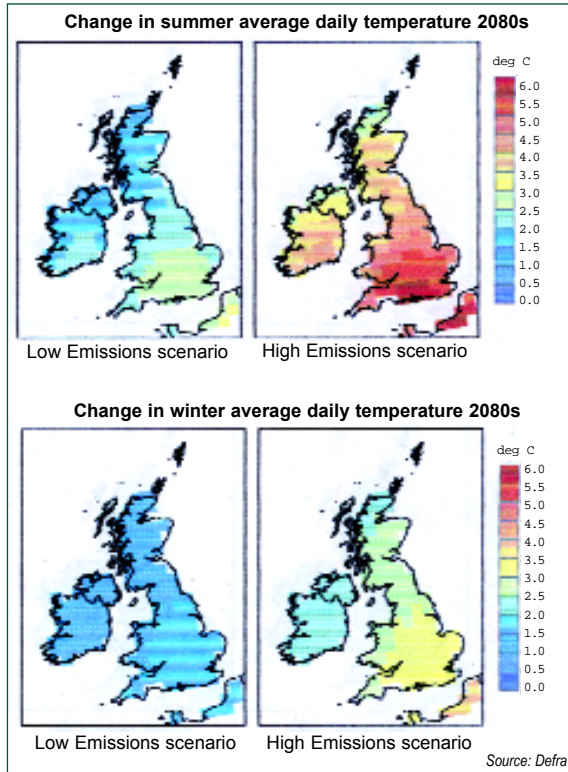 Change in summer average daily temperature 2080s
deg C
6.0
5.5
5.0
4.5
4.0
3.5
3.0
2.5
2.0
1.5
1.0
0.5
0.0
Low Emissions scenario
High Emissions scenario
Change in winter average daily temperature 2080s
deg C
6.0
5.5
5.0
4.5
4.0
3.5
3.0
2.5
2.0
1.5
1.0
0.5
0.0
Low Emissions scenario
High Emissions scenario
Source: Defra